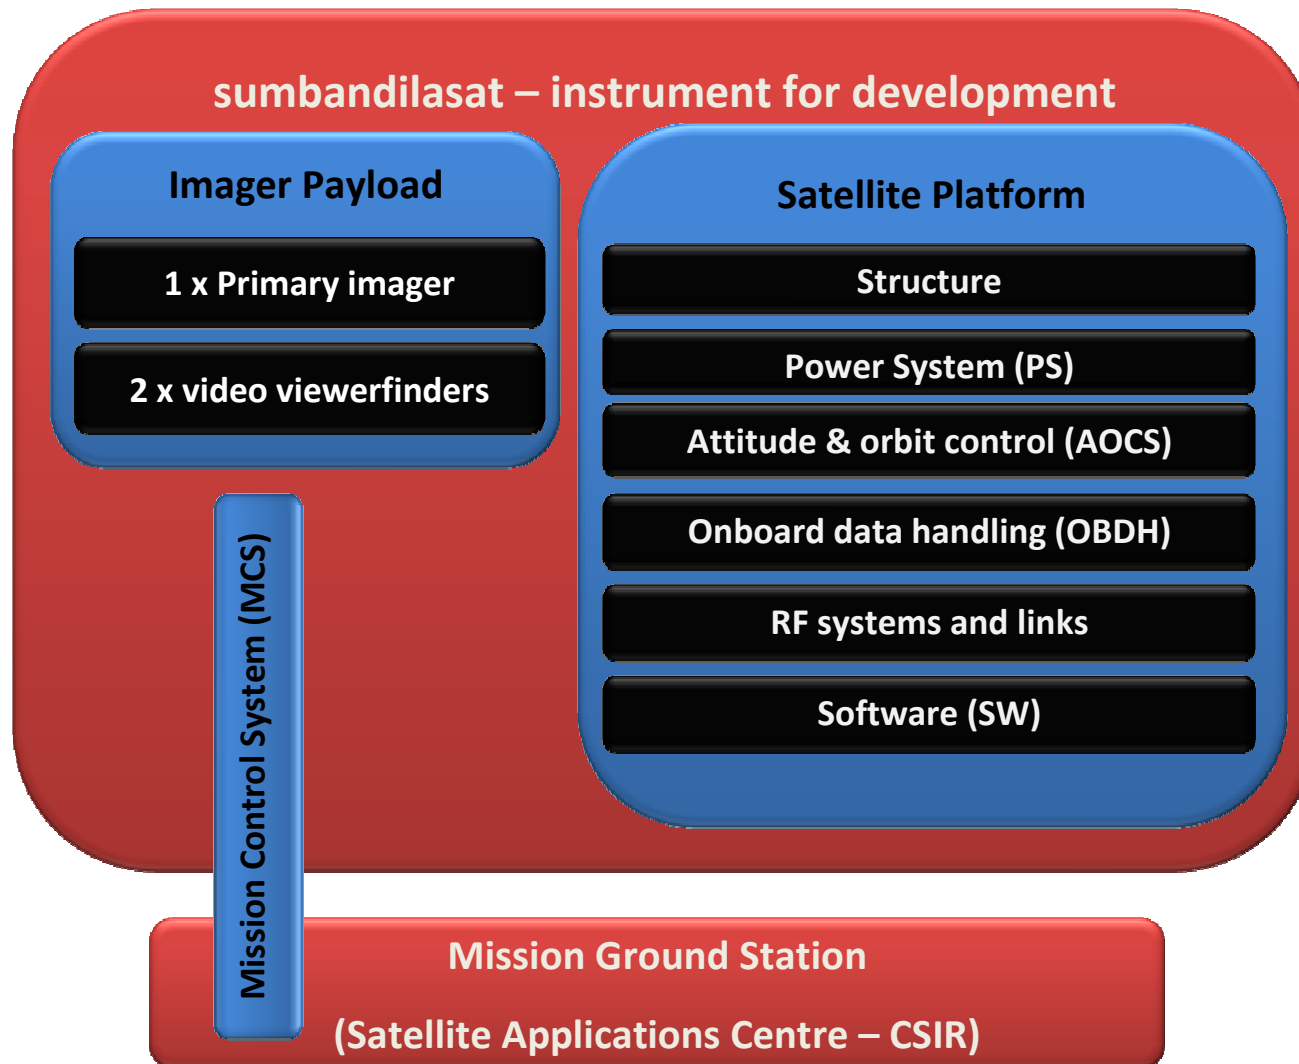 sumbandilasat – instrument for development
Imager Payload
1 x Primary imager
2 x video viewerfinders
Satellite Platform
Structure
Power System (PS)
Attitude & orbit control (AOCS)
Onboard data handling (OBDH)
RF systems and links
Software (SW)
Mission Control System (MCS)
Mission Ground Station
(Satellite Applications Centre – CSIR)